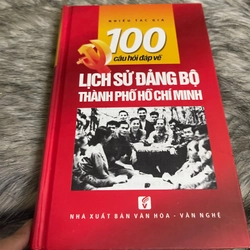 NHIỀU TÁC GIẢ
100
câu hỏi đáp về
LỊCH SỬ ĐẢNG BỘ
THÀNH PHỐ HỒ CHÍ MINH
NHÀ XUẤT BẢN VĂN HÓA - VĂN NGHỆ